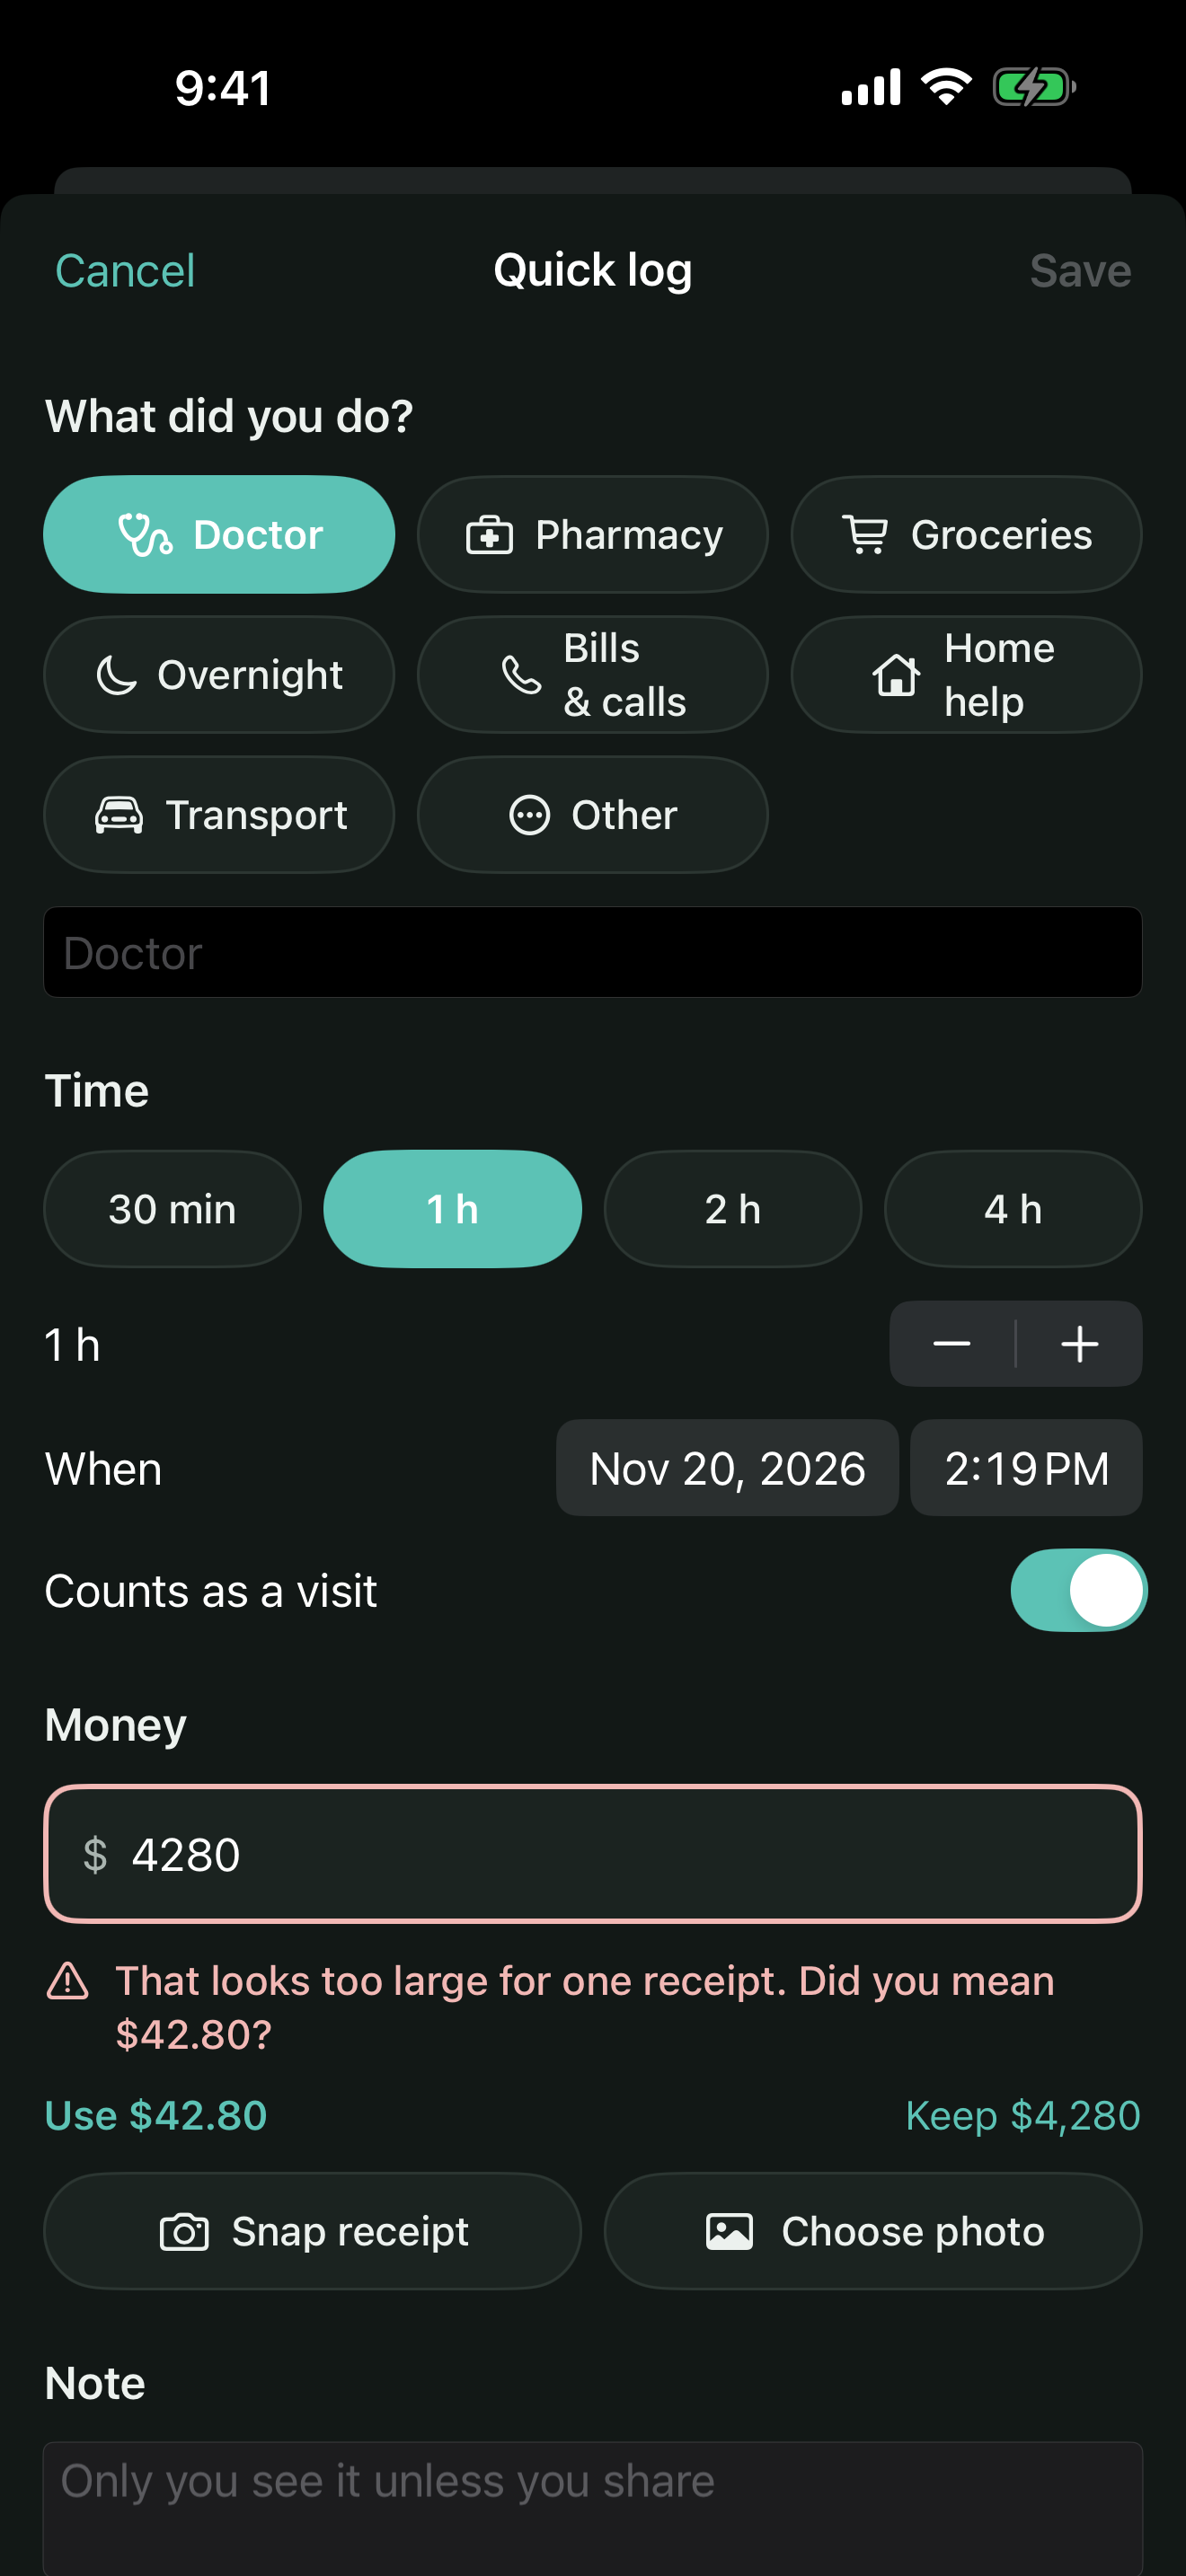 9:41
Cancel
Quick log
Save
What did you do?
Doctor
Pharmacy
Groceries
Overnight
Bills
& calls
Home
help
Transport
Other
Doctor
Time
30 min
1 h
2 h
4 h
1 h
When
Nov 20, 2026
2:19 PM
Counts as a visit
Money
$ 4280
That looks too large for one receipt. Did you mean
$42.80?
Use $42.80
Keep $4,280
Snap receipt
Choose photo
Note
Only you see it unless you share